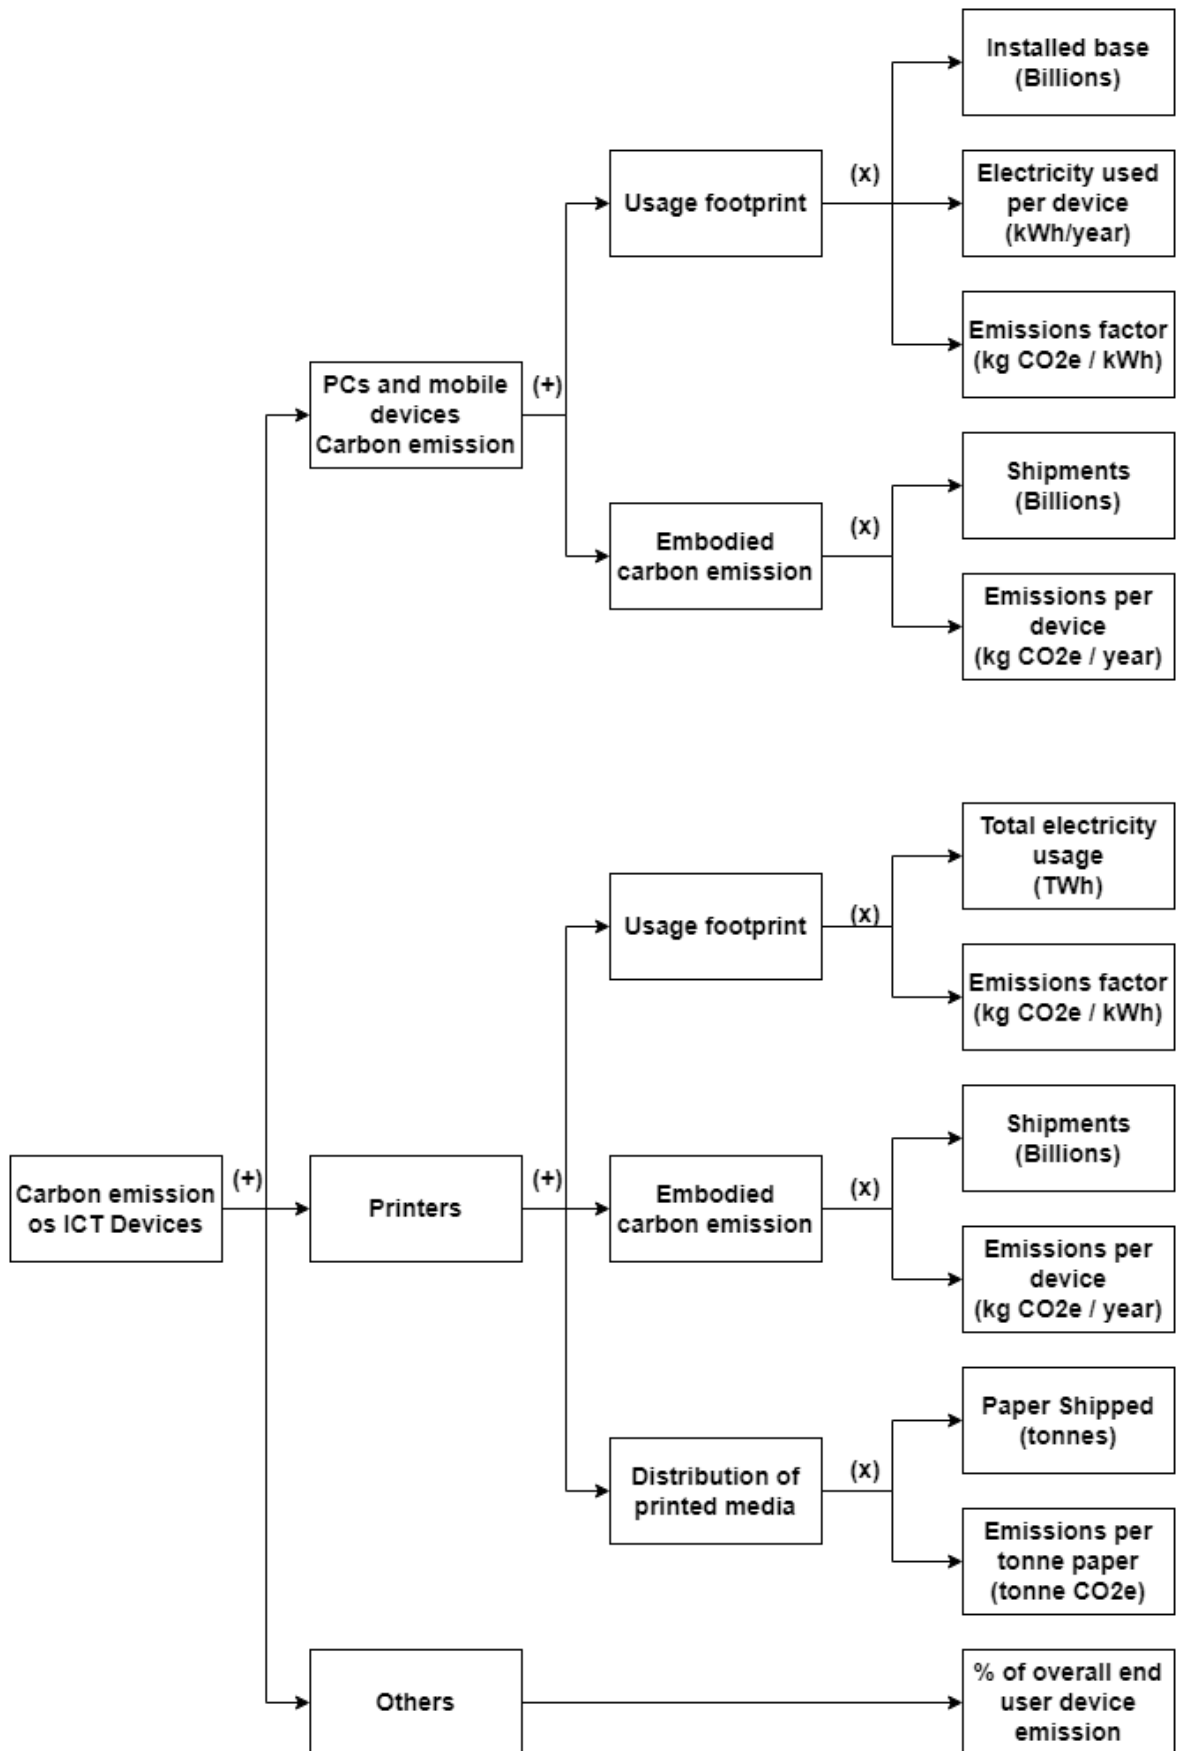 Installed base
(Billions)
Electricity used
per device
(kWh/year)
Usage footprint
(x)
Emissions factor
(kg CO2e / kWh)
PCs and mobile
devices
Carbon emission
(+)
Shipments
(Billions)
Embodied
carbon emission
(x)
Emissions per
device
(kg CO2e / year)
Total electricity
usage
(TWh)
Usage footprint
(x)
Emissions factor
(kg CO2e / kWh)
Shipments
(Billions)
Carbon emission
os ICT Devices
(+)
Printers
(+)
Embodied
carbon emission
(x)
Emissions per
device
(kg CO2e / year)
Paper Shipped
(tonnes)
Distribution of
printed media
(x)
Emissions per
tonne paper
(tonne CO2e)
Others
% of overall end
user device
emission